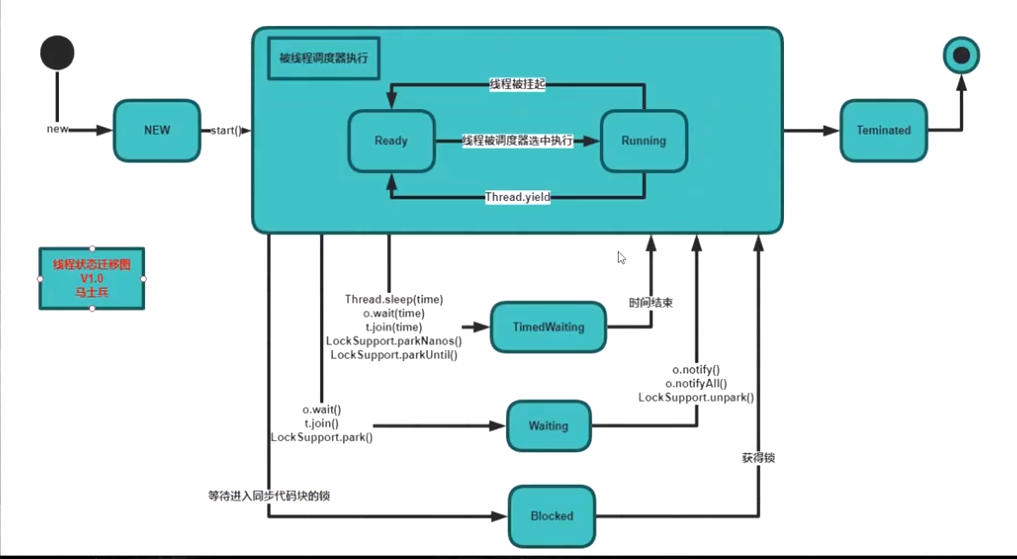 被线程调度器执行
线程被挂起
new
NEW
start()
Ready
线程被调度器选中执行
Running
Teminated
Thread.yield
线程状态迁移图
V1.0
马士兵
Thread.sleep(time)
o.wait(time)
t.join(time)
LockSupport.parkNanos()
LockSupport.parkUntil()
TimedWaiting
时间结束
o.notify()
o.notifyAll()
LockSupport.unpark()
o.wait()
t.join()
LockSupport.park()
Waiting
获得锁
等待进入同步代码块的锁
Blocked